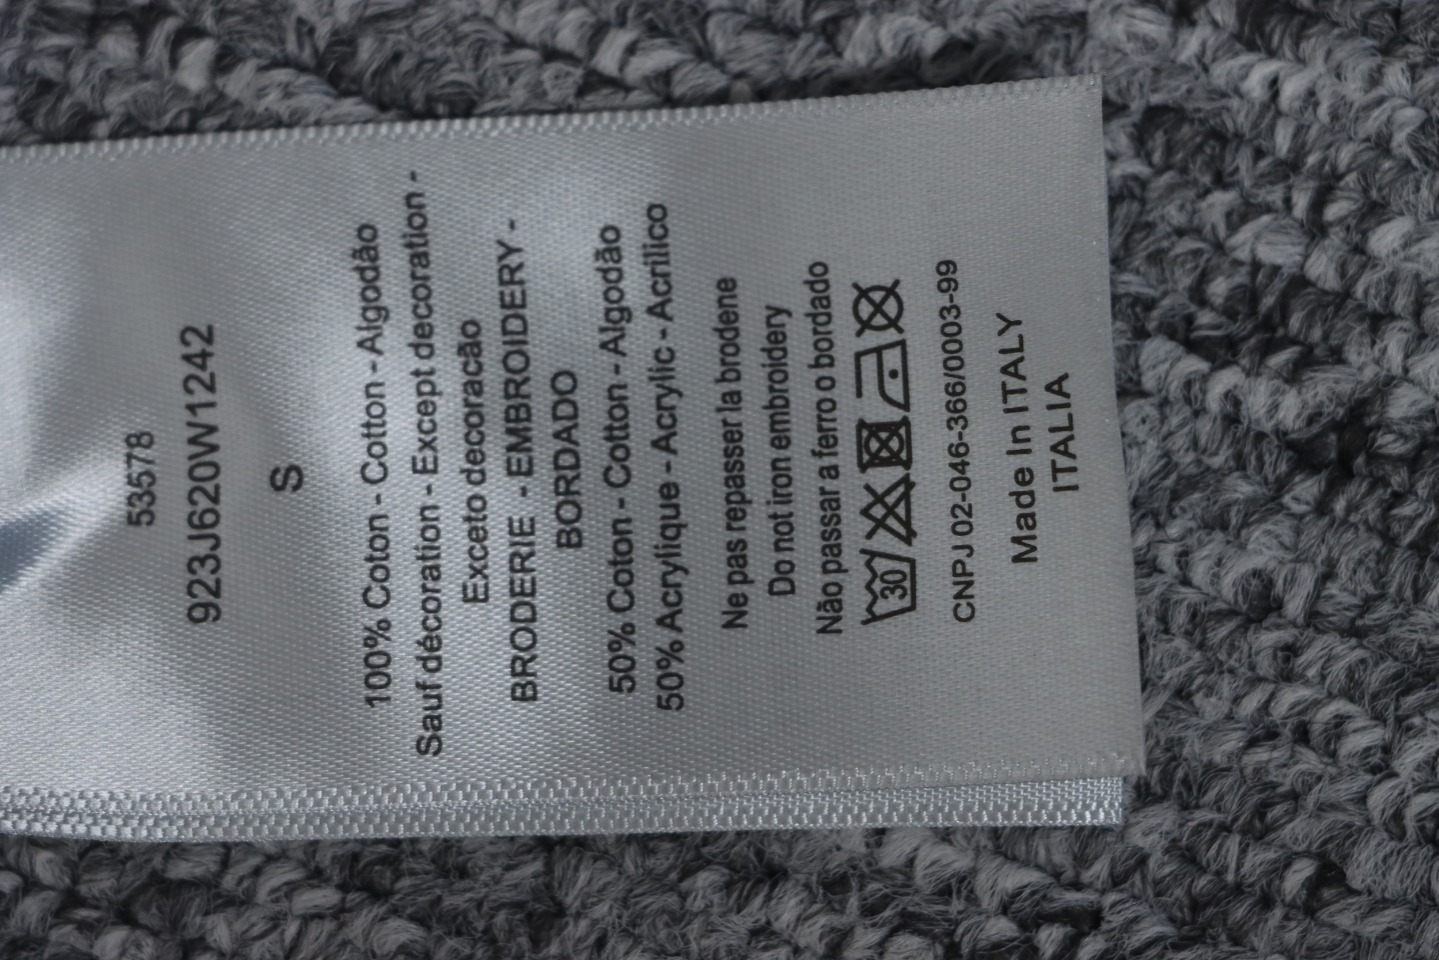 53578
923J620W1242
S
100% Coton - Cotton - Algodão
Sauf décoration - Except decoration -
Exceto decoração
BRODERIE - EMBROIDERY -
BORDADO
50% Coton - Cotton - Algodão
50% Acrylique - Acrylic - Acrilico
Ne pas repasser la brodene
Do not iron embroidery
Não passar a ferro o bordado
30
CNPJ 02-046-366/0003-99
Made In ITALY
ITALIA